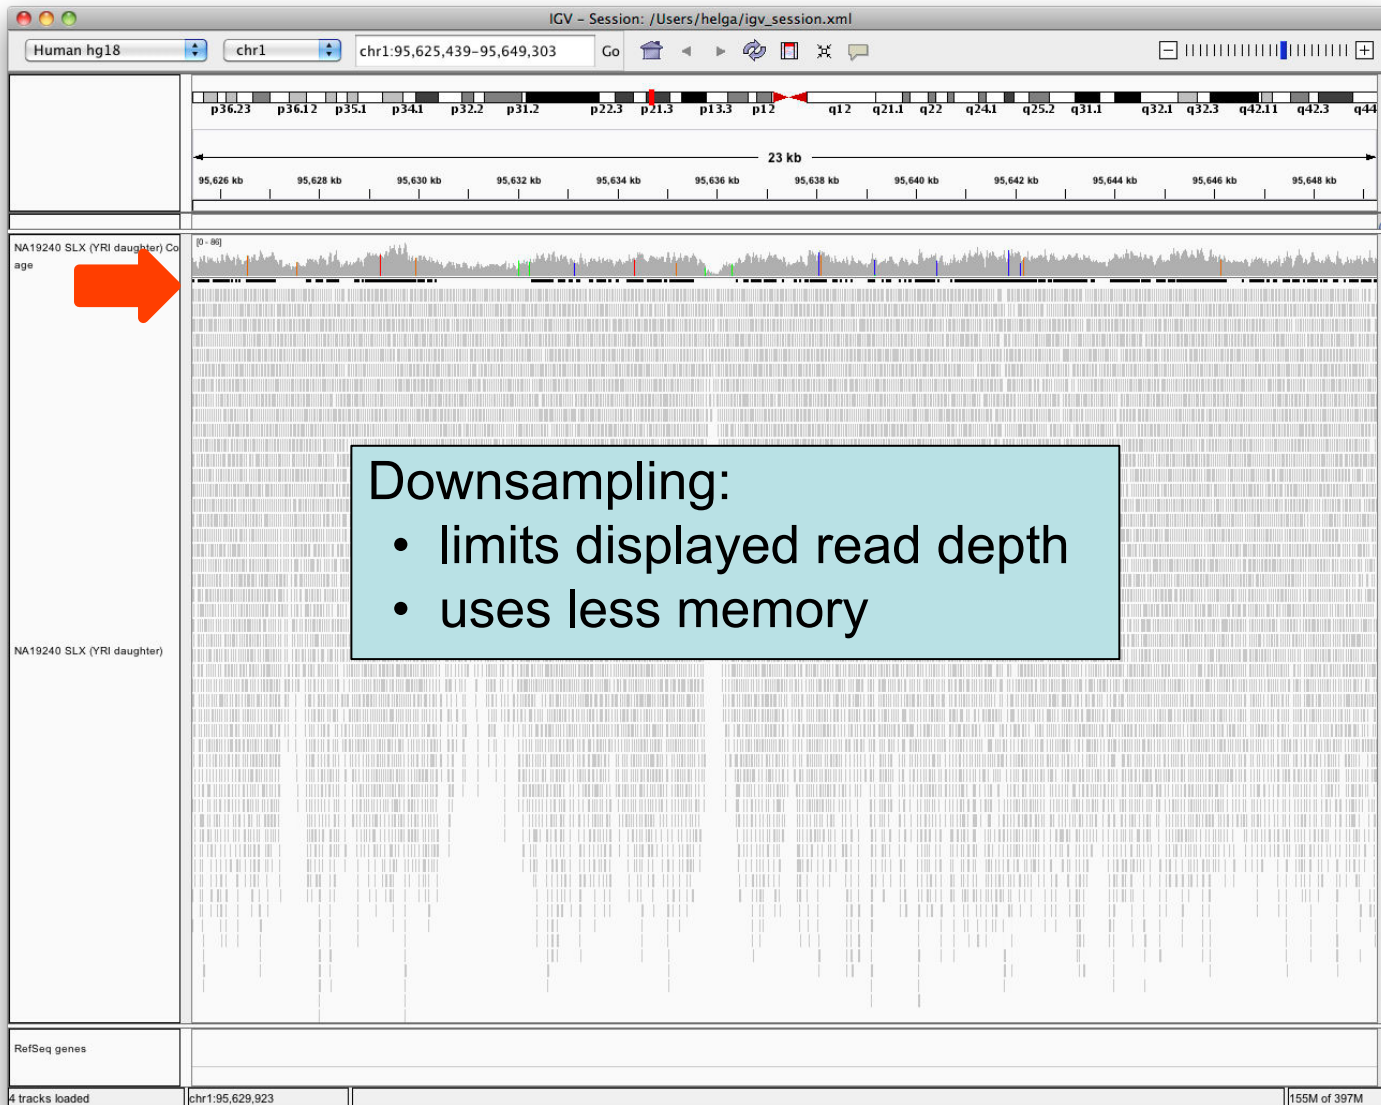 IGV – Session: /Users/helga/igv_session.xml
Human hg18 chr1 chr1:95,625,439–95,649,303 Go
p36.23 p36.12 p35.1 p34.1 p32.2 p31.2 p22.3 p21.3 p13.3 p12 q12 q21.1 q22 q24.1 q25.2 q31.1 q32.1 q32.3 q42.11 q42.3 q44
23 kb
95,626 kb 95,628 kb 95,630 kb 95,632 kb 95,634 kb 95,636 kb 95,638 kb 95,640 kb 95,642 kb 95,644 kb 95,646 kb 95,648 kb
NA19240 SLX (YRI daughter) Co
age
[0 - 86]
Downsampling:
• limits displayed read depth
• uses less memory
NA19240 SLX (YRI daughter)
RefSeq genes
4 tracks loaded chr1:95,629,923 155M of 397M